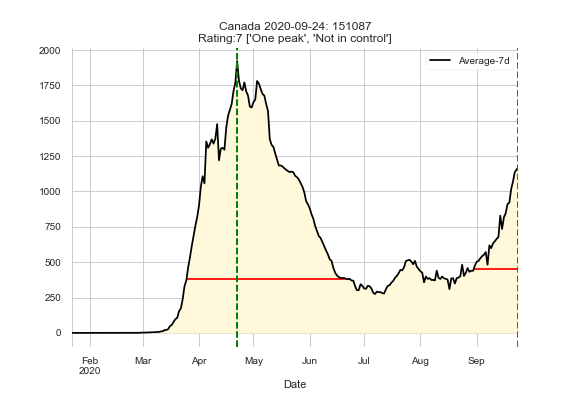 Canada 2020-09-24: 151087
Rating:7 ['One peak', 'Not in control']
Average-7d
2000
1750
1500
1250
1000
750
500
250
0
Feb Mar Apr May Jun Jul Aug Sep
2020
Date